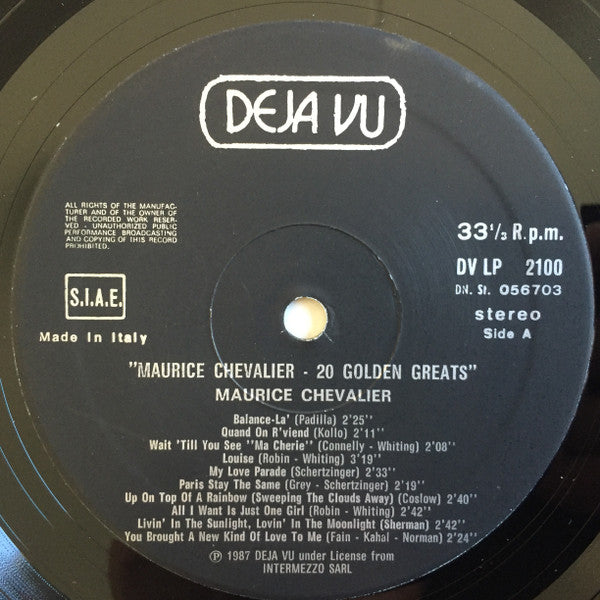 DEJA VU
ALL RIGHTS OF THE MANUFAC-
TURER AND OF THE OWNER OF
THE RECORDED WORK RESER-
VED - UNAUTHORIZED PUBLIC
PERFORMANCE BROADCASTING
AND COPYING OF THIS RECORD
PROHIBITED.
S.I.A.E.
Made In Italy
33⅓ R.p.m.
DV LP 2100
DN. St. 056703
stereo
Side A
"MAURICE CHEVALIER - 20 GOLDEN GREATS"
MAURICE CHEVALIER
Balance-La' (Padilla) 2'25''
Quand On R'viend (Kollo) 2'11''
Wait 'Till You See ''Ma Cherie'' (Connelly - Whiting) 2'08''
Louise (Robin - Whiting) 3'19''
My Love Parade (Schertzinger) 2'33''
Paris Stay The Same (Grey - Schertzinger) 2'19''
Up On Top Of A Rainbow (Sweeping The Clouds Away) (Coslow) 2'40''
All I Want Is Just One Girl (Robin - Whiting) 2'42''
Livin' In The Sunlight, Lovin' In The Moonlight (Sherman) 2'42''
You Brought A New Kind Of Love To Me (Fain - Kahal - Norman) 2'24''
℗ 1987 DEJA VU under License from
INTERMEZZO SARL